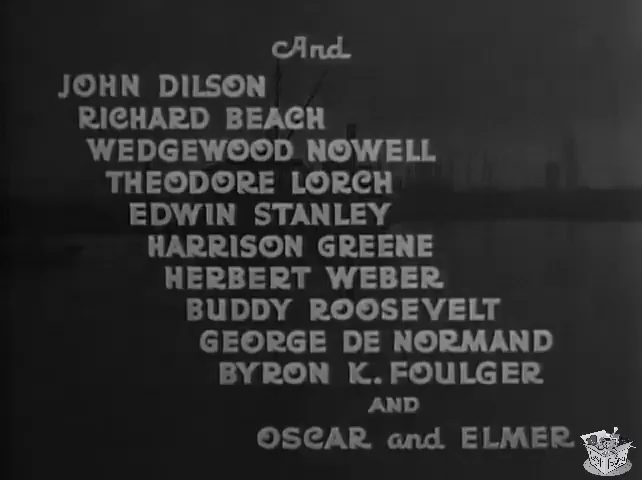 And
JOHN DILSON
RICHARD BEACH
WEDGEWOOD NOWELL
THEODORE LORCH
EDWIN STANLEY
HARRISON GREENE
HERBERT WEBER
BUDDY ROOSEVELT
GEORGE DE NORMAND
BYRON K. FOULGER
AND
OSCAR and ELMER